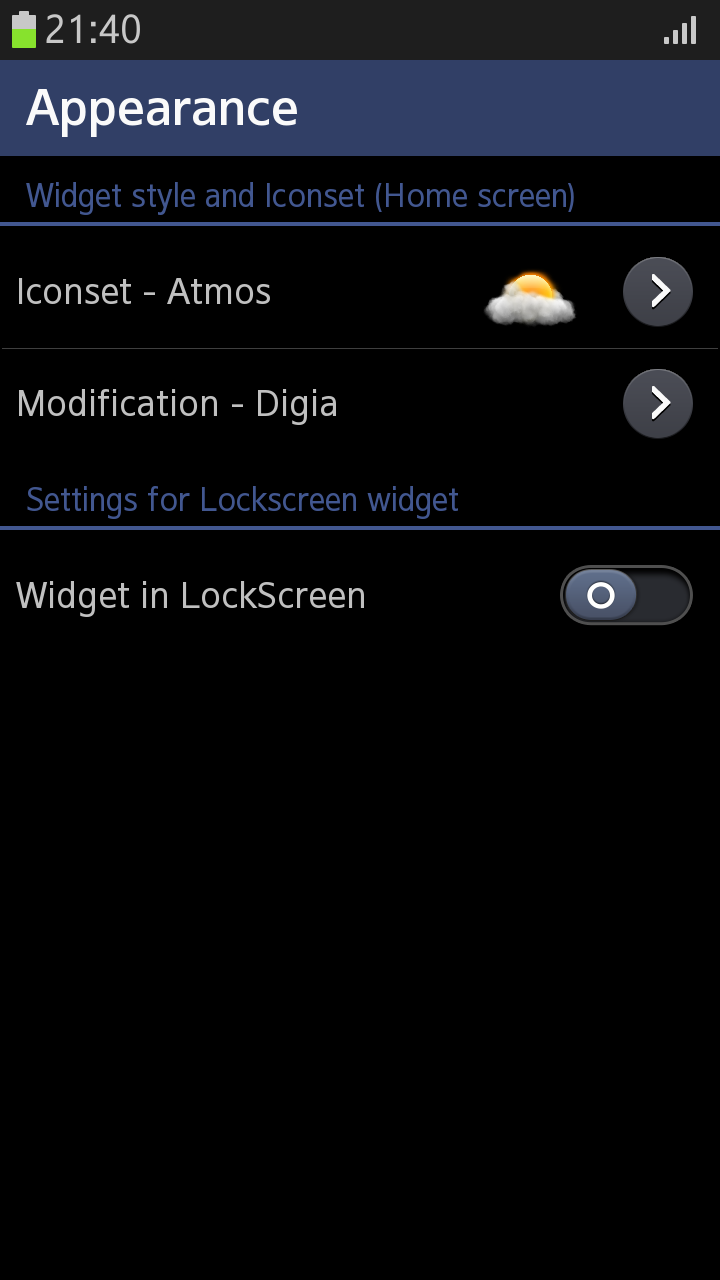 21:40
Appearance
Widget style and Iconset (Home screen)
Iconset - Atmos
Modification - Digia
Settings for Lockscreen widget
Widget in LockScreen